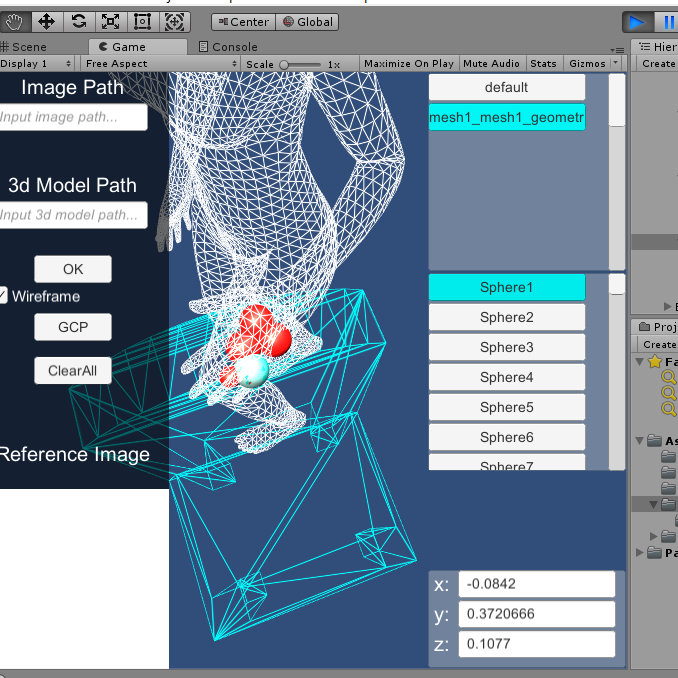 Center Global
Scene Game Console Hier
Display 1 Free Aspect Scale 1x Maximize On Play Mute Audio Stats Gizmos Create
Image Path
Input image path...
3d Model Path
Input 3d model path...
OK
Wireframe
GCP
ClearAll
Reference Image
default
mesh1_mesh1_geometr
Sphere1
Sphere2
Sphere3
Sphere4
Sphere5
Sphere6
Sphere7
x: -0.0842
y: 0.3720666
z: 0.1077
Proj
Create
Fa
As
Pa